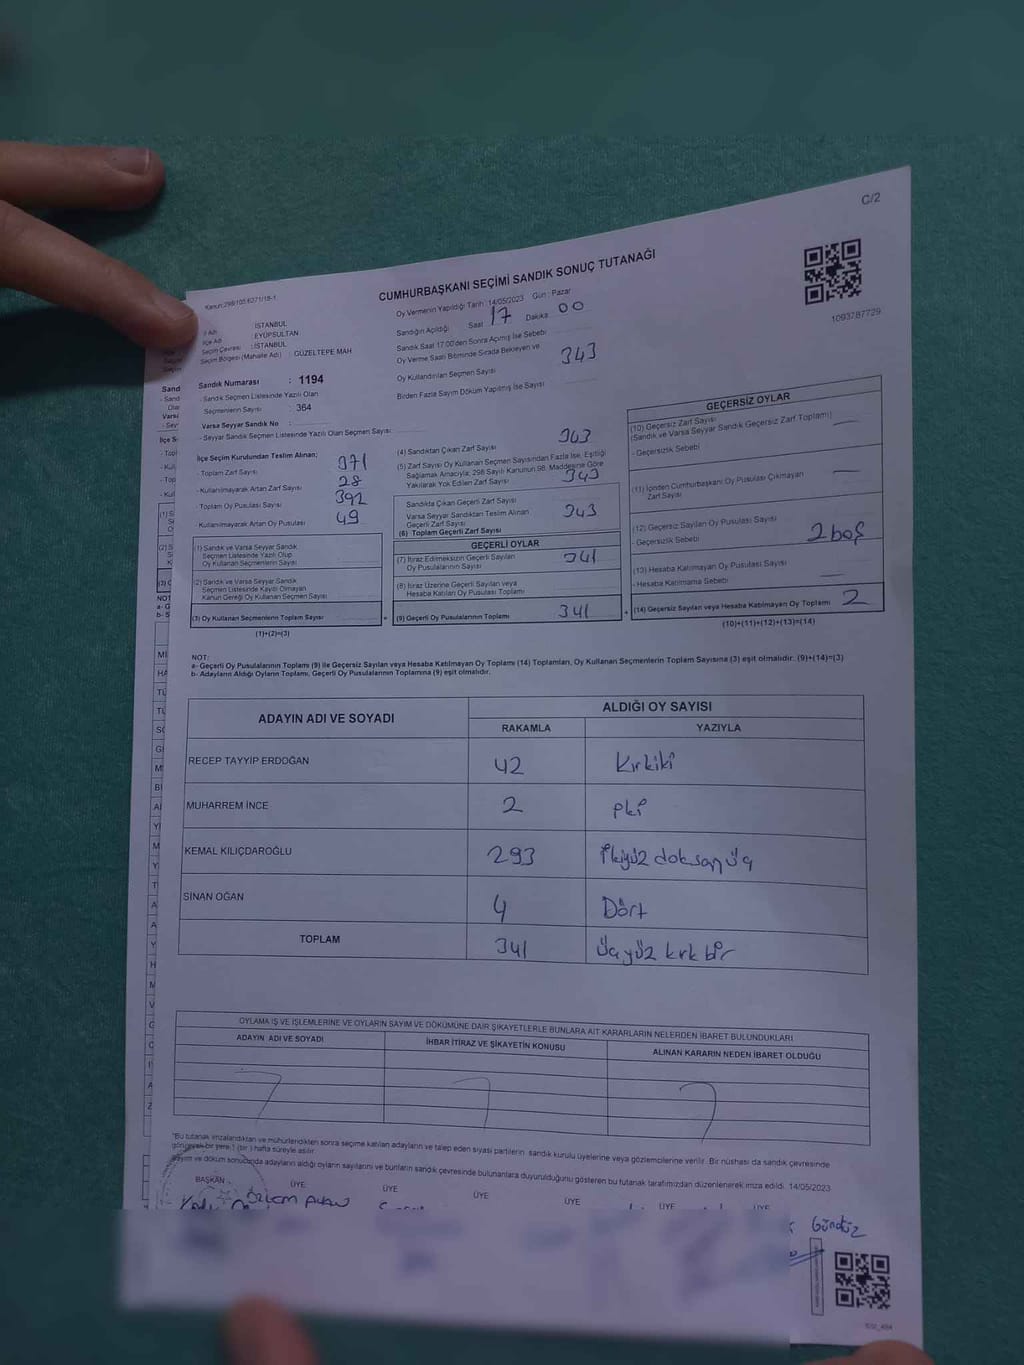 C/2
CUMHURBAŞKANI SEÇİMİ SANDIK SONUÇ TUTANAĞI
Kanun:298/105 6271/18-1
1093787729
İl Adı : İSTANBUL
İlçe Adı : EYÜPSULTAN
Seçim Çevresi : İSTANBUL
Seçim Bölgesi (Mahalle Adı) : GÜZELTEPE MAH
Sandık Numarası : 1194
- Sandık Seçmen Listesinde Yazılı Olan
Seçmenlerin Sayısı : 364
Varsa Seyyar Sandık No :
- Seyyar Sandık Seçmen Listesinde Yazılı Olan Seçmen Sayısı
Oy Vermenin Yapıldığı Tarih: 14/05/2023 Gün : Pazar
Sandığın Açıldığı Saat 17 Dakika 00
Sandık Saat 17:00'den Sonra Açılmış İse Sebebi
Oy Verme Saati Bitiminde Sırada Bekleyen ve
Oy Kullandırılan Seçmen Sayısı 343
Birden Fazla Sayım Döküm Yapılmış İse Sayısı
İlçe Seçim Kurulundan Teslim Alınan;
- Toplam Zarf Sayısı 371
- Kullanılmayarak Artan Zarf Sayısı 28
- Toplam Oy Pusulası Sayısı 392
- Kullanılmayarak Artan Oy Pusulası 49
(1) Sandık ve Varsa Seyyar Sandık
Seçmen Listesinde Yazılı Olup
Oy Kullanan Seçmenlerin Sayısı
(2) Sandık ve Varsa Seyyar Sandık
Seçmen Listesinde Kayıtlı Olmayan
Kanun Gereği Oy Kullanan Seçmen Sayısı
(3) Oy Kullanan Seçmenlerin Toplam Sayısı
(1)+(2)=(3)
(4) Sandıktan Çıkan Zarf Sayısı 343
(5) Zarf Sayısı Oy Kullanan Seçmen Sayısından Fazla İse, Eşitliği
Sağlamak Amacıyla; 298 Sayılı Kanunun 98. Maddesine Göre
Yakılarak Yok Edilen Zarf Sayısı 343
Sandıkta Çıkan Geçerli Zarf Sayısı
Varsa Seyyar Sandıktan Teslim Alınan
Geçerli Zarf Sayısı 343
(6) Toplam Geçerli Zarf Sayısı
GEÇERLİ OYLAR
(7) İtiraz Edilmeksizin Geçerli Sayılan
Oy Pusulalarının Sayısı 341
(8) İtiraz Üzerine Geçerli Sayılan veya
Hesaba Katılan Oy Pusulası Toplamı
(9) Geçerli Oy Pusulalarının Toplamı 341
+
GEÇERSİZ OYLAR
(10) Geçersiz Zarf Sayısı
(Sandık ve Varsa Seyyar Sandık Geçersiz Zarf Toplamı)
- Geçersizlik Sebebi
(11) İçinden Cumhurbaşkanı Oy Pusulası Çıkmayan
Zarf Sayısı
(12) Geçersiz Sayılan Oy Pusulası Sayısı
- Geçersizlik Sebebi 2 boş
(13) Hesaba Katılmayan Oy Pusulası Sayısı
- Hesaba Katılmama Sebebi
(14) Geçersiz Sayılan veya Hesaba Katılmayan Oy Toplamı 2
(10)+(11)+(12)+(13)=(14)
NOT:
a- Geçerli Oy Pusulalarının Toplamı (9) ile Geçersiz Sayılan veya Hesaba Katılmayan Oy Toplamı (14) Toplamları, Oy Kullanan Seçmenlerin Toplam Sayısına (3) eşit olmalıdır. (9)+(14)=(3)
b- Adayların Aldığı Oyların Toplamı, Geçerli Oy Pusulalarının Toplamına (9) eşit olmalıdır.
ADAYIN ADI VE SOYADI
ALDIĞI OY SAYISI
RAKAMLA YAZIYLA
RECEP TAYYİP ERDOĞAN 42 Kırkiki
MUHARREM İNCE 2 iki
KEMAL KILIÇDAROĞLU 293 ikiyüz doksan üç
SİNAN OĞAN 4 Dört
TOPLAM 341 üçyüz kırk bir
OYLAMA İŞ VE İŞLEMLERİNE VE OYLARIN SAYIM VE DÖKÜMÜNE DAİR ŞİKAYETLERLE BUNLARA AİT KARARLARIN NELERDEN İBARET BULUNDUKLARI
ADAYIN ADI VE SOYADI İHBAR İTİRAZ VE ŞİKAYETİN KONUSU ALINAN KARARIN NEDEN İBARET OLDUĞU
*Bu tutanak imzalandıktan ve mühürlendikten sonra seçime katılan adayların ve talep eden siyasi partilerin sandık kurulu üyelerine veya gözlemcilerine verilir. Bir nüshası da sandık çevresinde
görülecek bir yere 1 (bir) hafta süreyle asılır.
Sayım ve döküm sonucunda adayların aldığı oyların sayılarını ve bunların sandık çevresinde bulunanlara duyurulduğunu gösteren bu tutanak tarafımızdan düzenlenerek imza edildi. 14/05/2023
BAŞKAN ÜYE ÜYE ÜYE ÜYE ÜYE ÜYE
Özlem
Gündüz